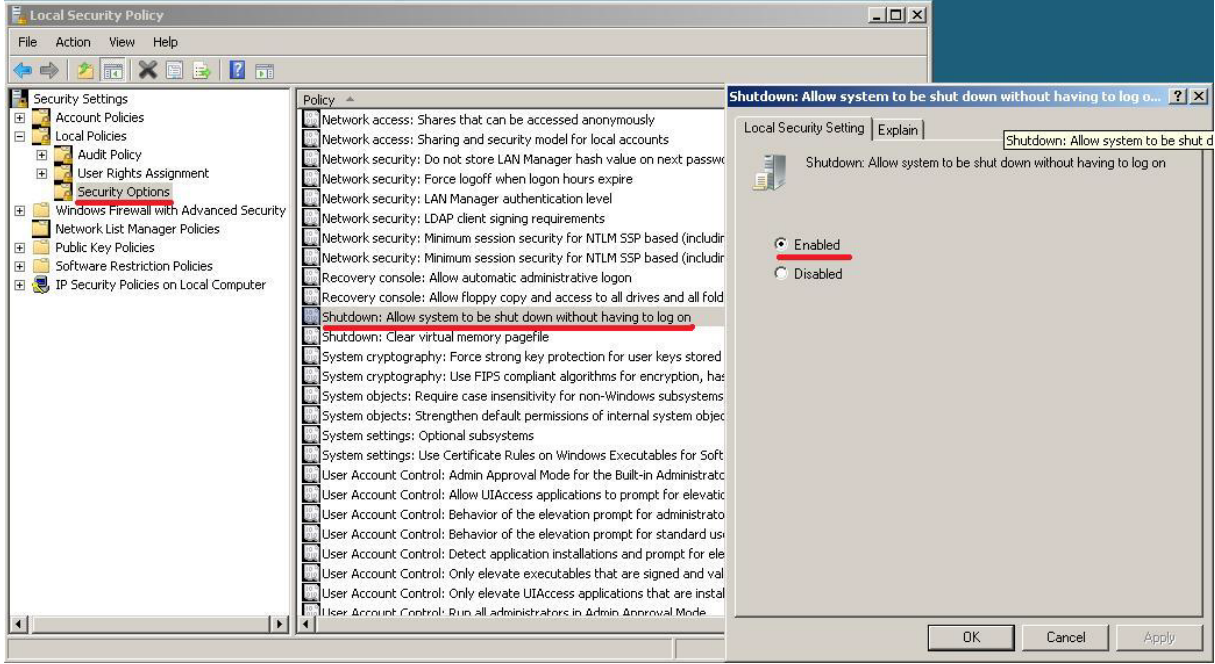 Local Security Policy
File Action View Help
Security Settings
Account Policies
Local Policies
Audit Policy
User Rights Assignment
Security Options
Windows Firewall with Advanced Security
Network List Manager Policies
Public Key Policies
Software Restriction Policies
IP Security Policies on Local Computer
Policy
Network access: Shares that can be accessed anonymously
Network access: Sharing and security model for local accounts
Network security: Do not store LAN Manager hash value on next passwo
Network security: Force logoff when logon hours expire
Network security: LAN Manager authentication level
Network security: LDAP client signing requirements
Network security: Minimum session security for NTLM SSP based (includin
Network security: Minimum session security for NTLM SSP based (includin
Recovery console: Allow automatic administrative logon
Recovery console: Allow floppy copy and access to all drives and all fold
Shutdown: Allow system to be shut down without having to log on
Shutdown: Clear virtual memory pagefile
System cryptography: Force strong key protection for user keys stored
System cryptography: Use FIPS compliant algorithms for encryption, has
System objects: Require case insensitivity for non-Windows subsystems
System objects: Strengthen default permissions of internal system objec
System settings: Optional subsystems
System settings: Use Certificate Rules on Windows Executables for Soft
User Account Control: Admin Approval Mode for the Built-in Administrato
User Account Control: Allow UIAccess applications to prompt for elevatio
User Account Control: Behavior of the elevation prompt for administrato
User Account Control: Behavior of the elevation prompt for standard use
User Account Control: Detect application installations and prompt for ele
User Account Control: Only elevate executables that are signed and val
User Account Control: Only elevate UIAccess applications that are instal
User Account Control: Run all administrators in Admin Approval Mode
Shutdown: Allow system to be shut down without having to log o...
Local Security Setting Explain
Shutdown: Allow system to be shut d
Shutdown: Allow system to be shut down without having to log on
Enabled
Disabled
OK Cancel Apply